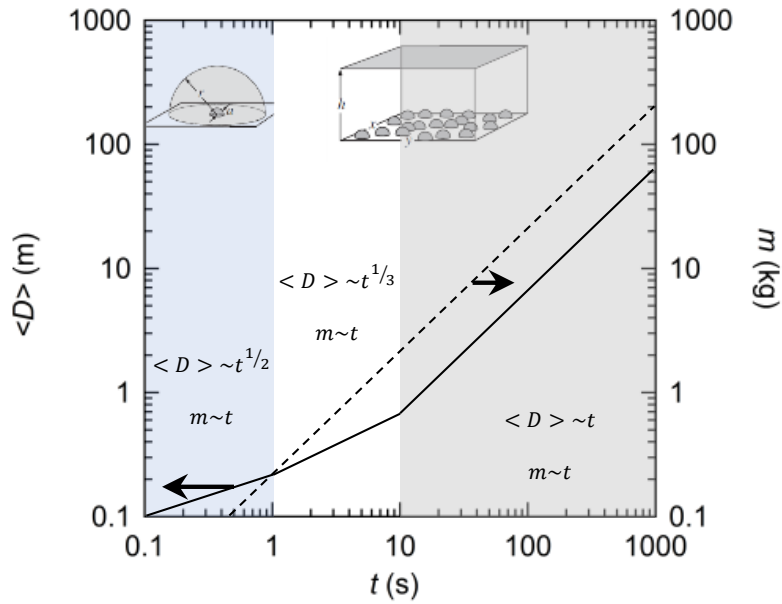 1000
100
10
1
0.1
<D> (m)
1000
100
10
1
0.1
m (kg)
r
a
h
x
y
< D > ~t^1/3
m~t
< D > ~t^1/2
m~t
< D > ~t
m~t
0.1 1 10 100 1000
t (s)